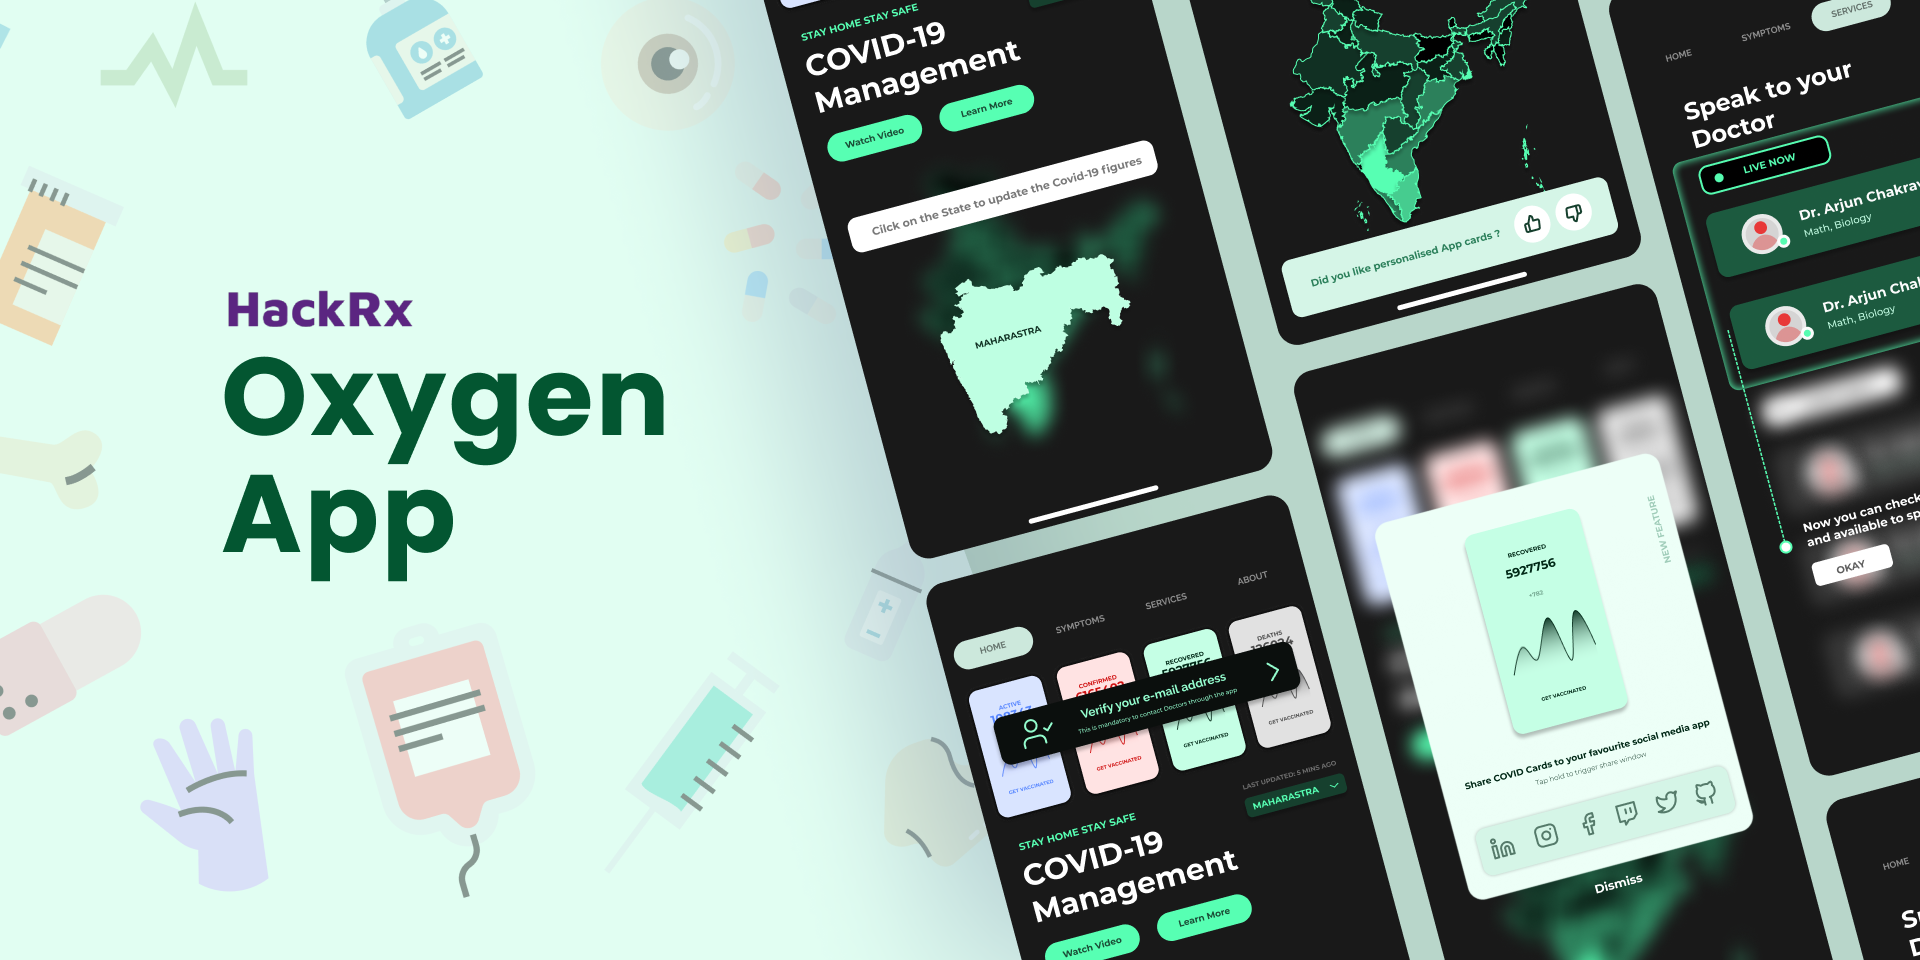 HackRx
Oxygen
App
STAY HOME STAY SAFE
COVID-19
Management
Watch Video
Learn More
Cilck on the State to update the Covid-19 figures
MAHARASTRA
HOME
SYMPTOMS
SERVICES
ABOUT
ACTIVE
GET VACCINATED
CONFIRMED
GET VACCINATED
RECOVERED
GET VACCINATED
DEATHS
GET VACCINATED
Verify your e-mail address
This is mandatory to contact Doctors through the app
LAST UPDATED: 5 MINS AGO
MAHARASTRA
STAY HOME STAY SAFE
COVID-19
Management
Watch Video
Learn More
Did you like personalised App cards ?
NEW FEATURE
RECOVERED
5927756
+782
GET VACCINATED
Share COVID Cards to your favourite social media app
Tap hold to trigger share window
Dismiss
HOME
SYMPTOMS
SERVICES
Speak to your
Doctor
LIVE NOW
Dr. Arjun Chakra
Math, Biology
Dr. Arjun Cha
Math, Biology
Now you can check
and available to sp
OKAY
HOME